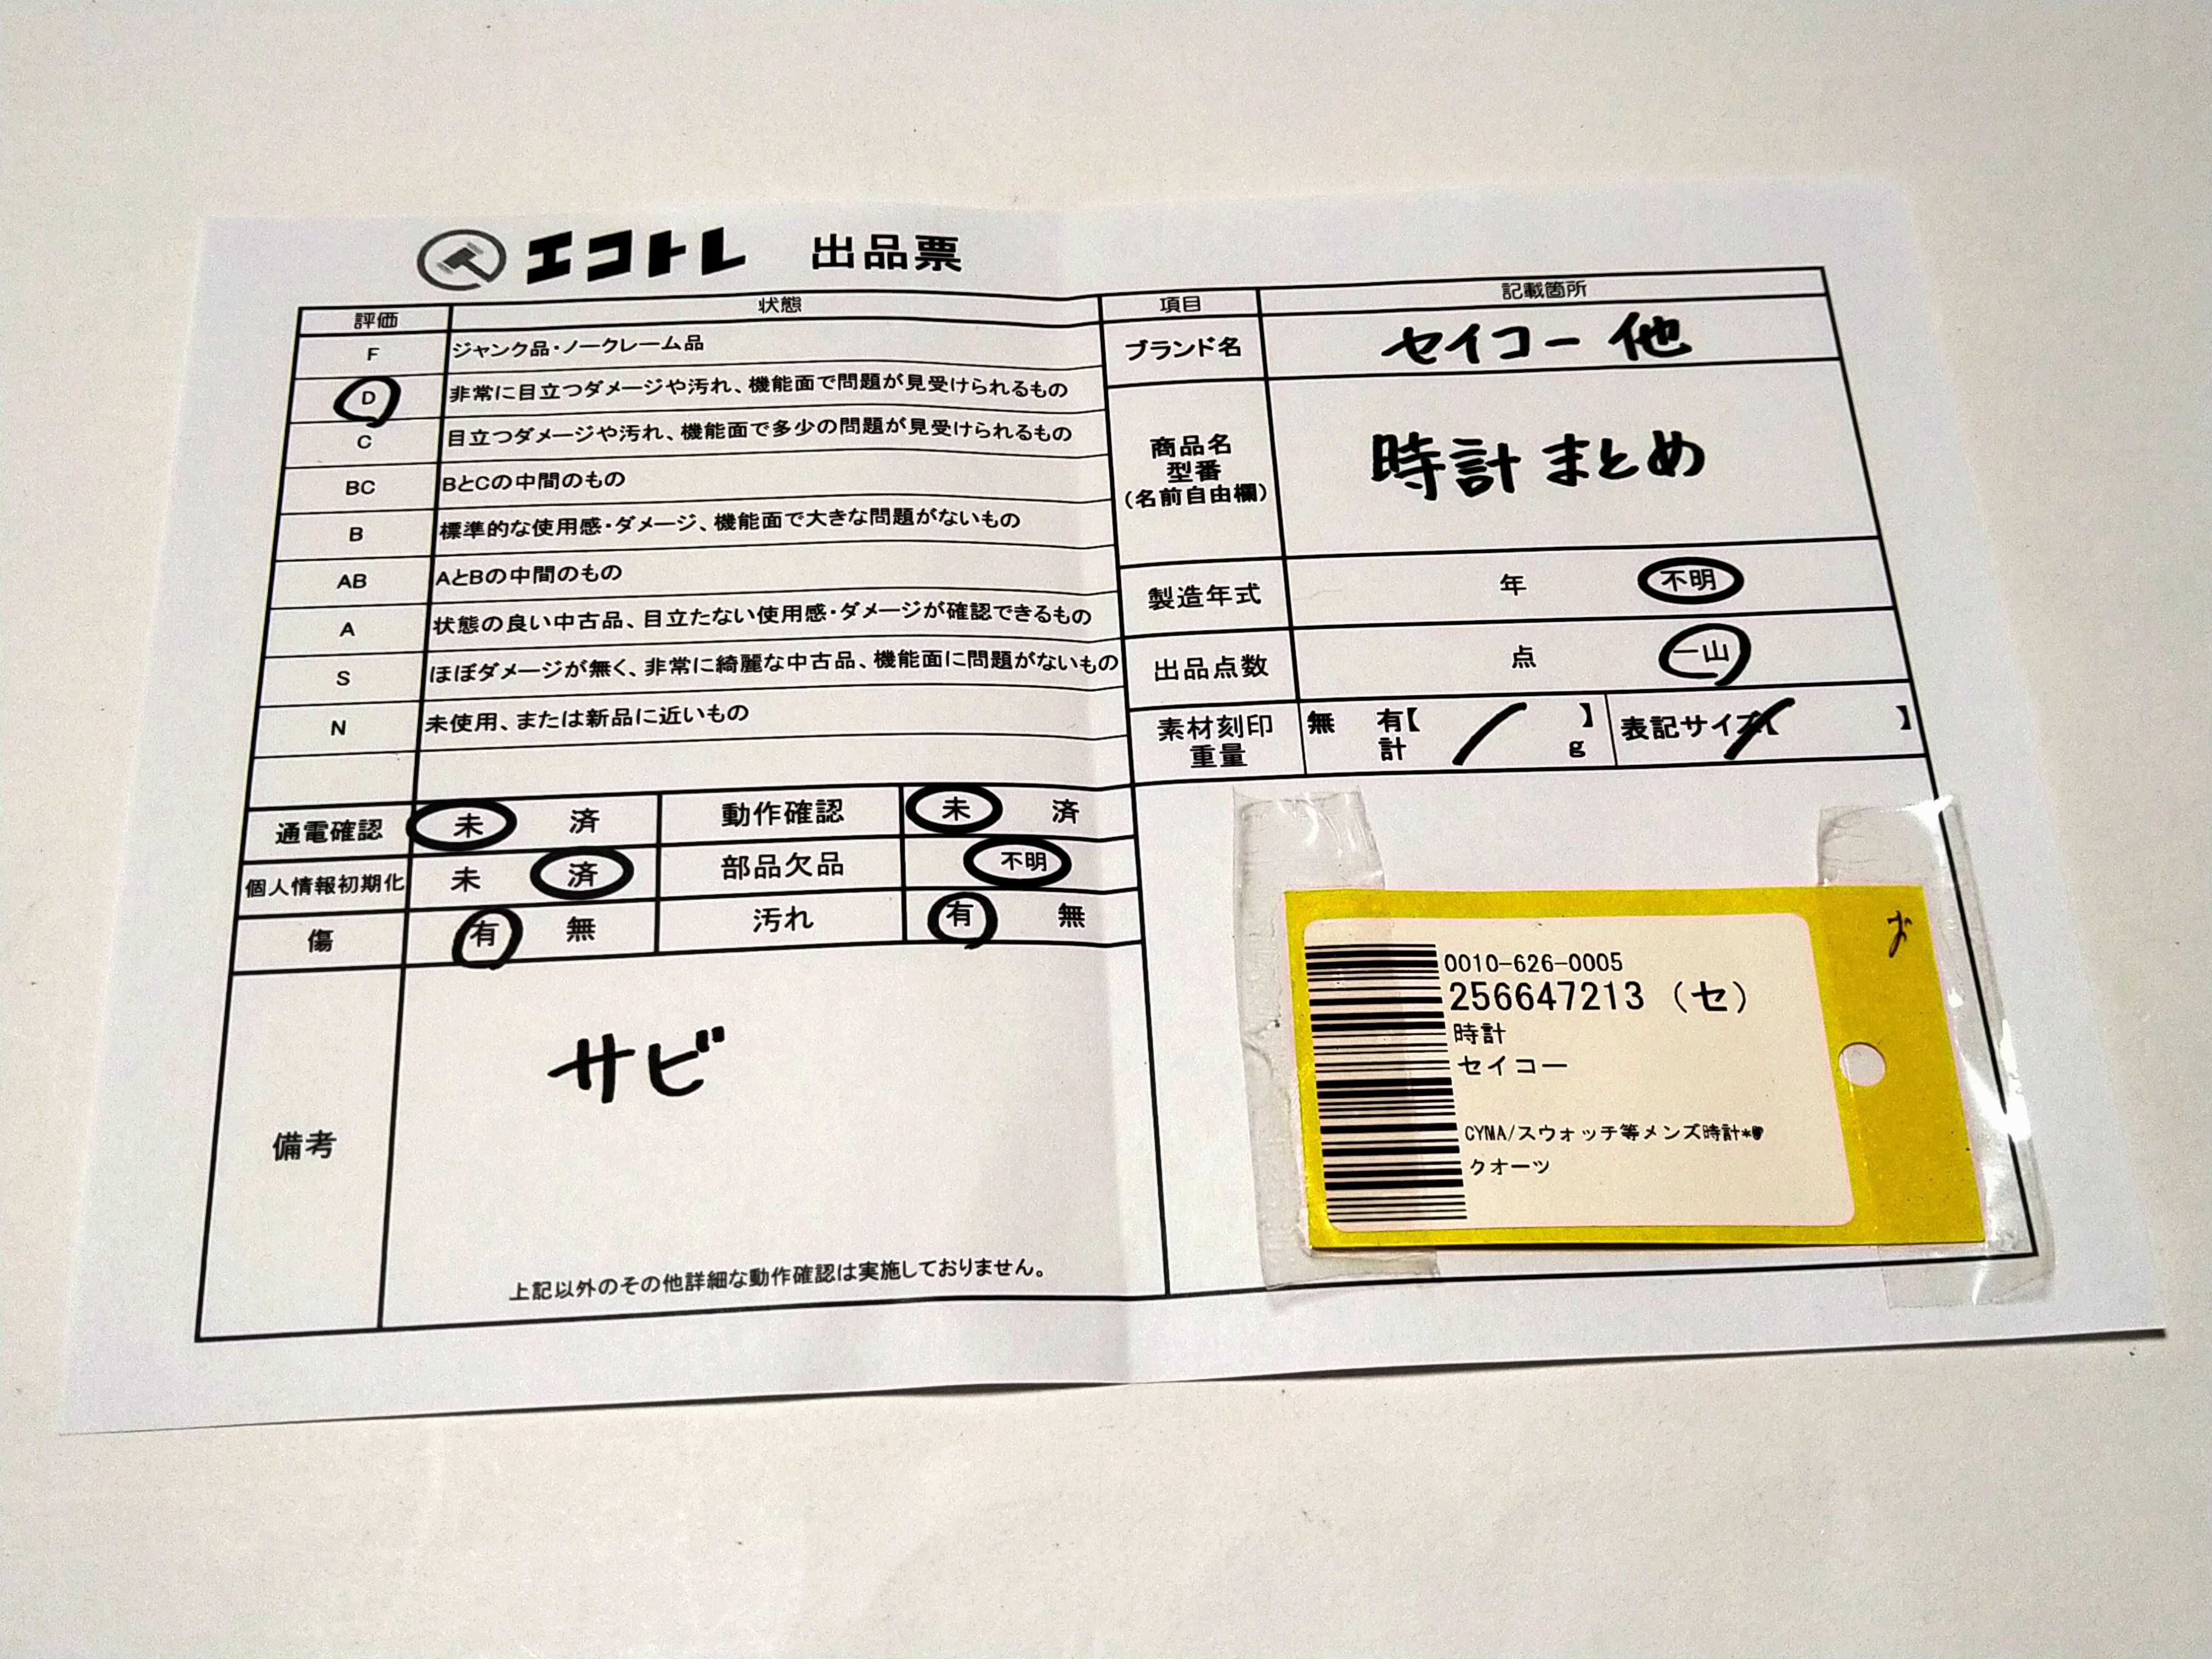 エコトレ 出品票
評価 状態
F ジャンク品・ノークレーム品
D 非常に目立つダメージや汚れ、機能面で問題が見受けられるもの
C 目立つダメージや汚れ、機能面で多少の問題が見受けられるもの
BC BとCの中間のもの
B 標準的な使用感・ダメージ、機能面で大きな問題がないもの
AB AとBの中間のもの
A 状態の良い中古品、目立たない使用感・ダメージが確認できるもの
S ほぼダメージが無く、非常に綺麗な中古品、機能面に問題がないもの
N 未使用、または新品に近いもの
通電確認 未 済 動作確認 未 済
個人情報初期化 未 済 部品欠品 不明
傷 有 無 汚れ 有 無
備考
サビ
上記以外のその他詳細な動作確認は実施しておりません。
項目 記載箇所
ブランド名 セイコー 他
商品名
型番
(名前自由欄)
時計 まとめ
製造年式 年 不明
出品点数 点 一山
素材刻印 無 有【 】 表記サイズ【 】
重量 計 g
0010-626-0005
256647213 (セ)
時計
セイコー
CYMA/スウォッチ等メンズ時計*
クオーツ